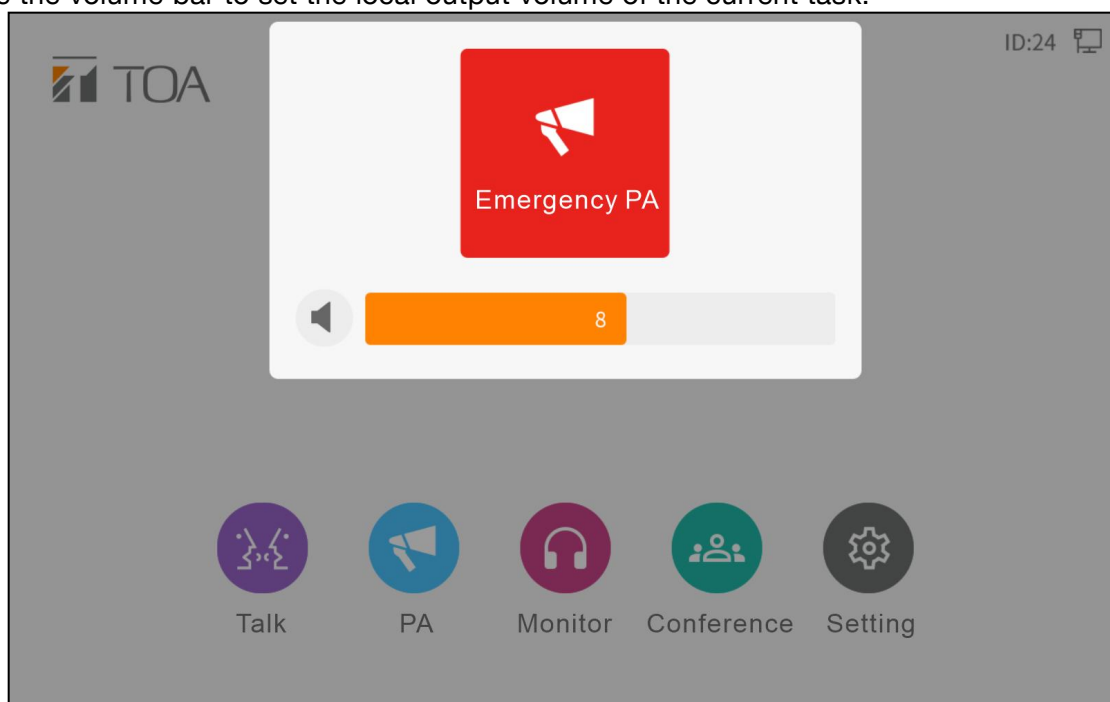 the volume bar to set the local output volume of the current task.
TOA
ID:24
Emergency PA
8
Talk
PA
Monitor
Conference
Setting